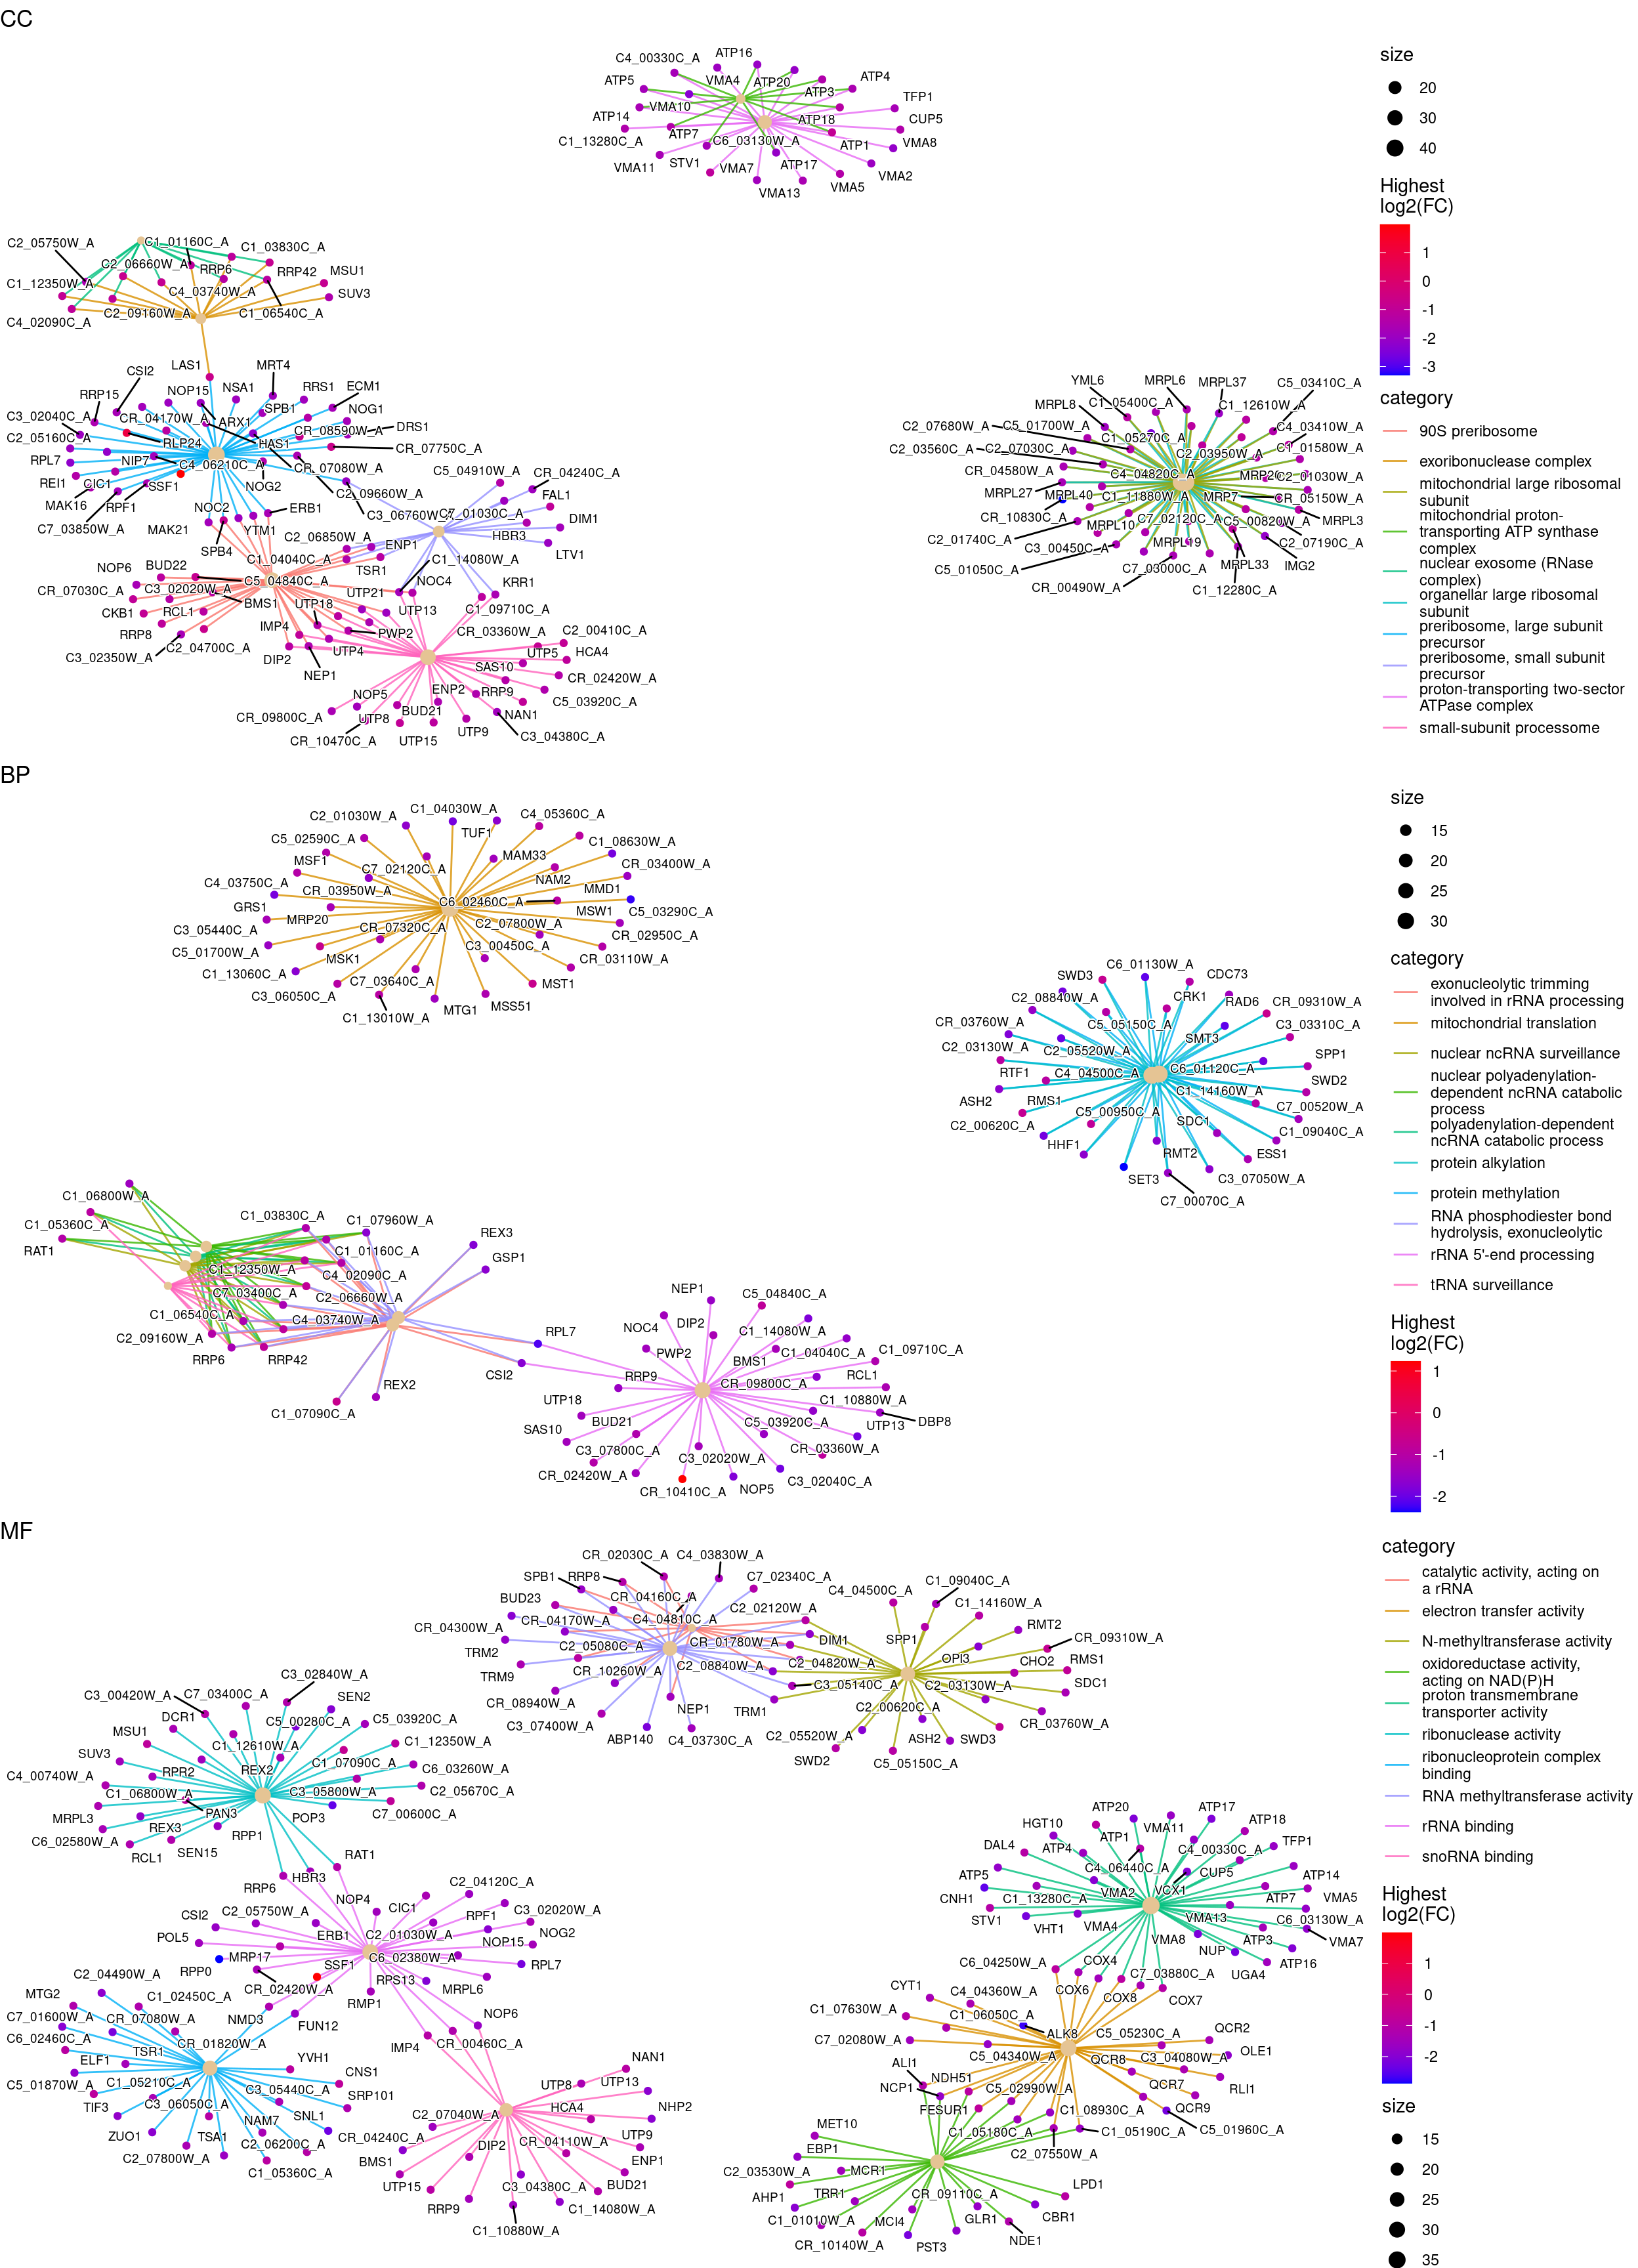 CC
C4_00330C_A
ATP16
ATP5
VMA4
ATP20
ATP4
VMA10
ATP3
TFP1
ATP14
ATP18
CUP5
C1_13280C_A
ATP7
C6_03130W_A
ATP1
VMA8
VMA11
STV1
VMA7
ATP17
VMA2
VMA13
VMA5
C2_05750W_A
C1_01160C_A
C1_03830C_A
C2_06660W_A
RRP6
RRP42
MSU1
C1_12350W_A
C4_03740W_A
SUV3
C4_02090C_A
C2_09160W_A
C1_06540C_A
CSI2
LAS1
MRT4
RRP15
NOP15
NSA1
RRS1
ECM1
C3_02040C_A
CR_04170W_A
ARX1
SPB1
NOG1
C2_05160C_A
RLP24
HAS1
CR_08590W_A
DRS1
RPL7
NIP7
C4_06210C_A
CR_07080W_A
CR_07750C_A
REI1
CIC1
SSF1
NOG2
C2_09660W_A
C5_04910W_A
CR_04240C_A
MAK16
RPF1
NOC2
ERB1
C3_06760W
C7_01030C_A
FAL1
C7_03850W_A
MAK21
YTM1
C2_06850W_A
ENP1
HBR3
DIM1
SPB4
C1_04040C_A
TSR1
C1_14080W_A
LTV1
NOP6
BUD22
C5_04840C_A
NOC4
KRR1
CR_07030C_A
C3_02020W_A
BMS1
UTP18
UTP21
UTP13
C1_09710C_A
CKB1
RCL1
IMP4
PWP2
CR_03360W_A
C2_00410C_A
RRP8
C2_04700C_A
UTP4
UTP5
HCA4
C3_02350W_A
DIP2
NEP1
SAS10
CR_02420W_A
NOP5
ENP2
RRP9
C5_03920C_A
CR_09800C_A
UTP8
BUD21
NAN1
CR_10470C_A
UTP15
UTP9
C3_04380C_A
YML6
MRPL6
MRPL37
C5_03410C_A
MRPL8
C1_05400C_A
C1_12610W_A
C2_07680W_A
C5_01700W_A
C1_05270C_A
C4_03410W_A
C2_03560C_A
C2_07030C_A
C2_03950W_A
C1_01580W_A
CR_04580W_A
C4_04820C_A
MRP20
C2_01030W_A
MRPL27
MRPL40
C1_11880W_A
MRP7
CR_05150W_A
CR_10830C_A
MRPL10
C7_02120C_A
C5_00820W_A
MRPL3
C2_01740C_A
C3_00450C_A
MRPL19
C2_07190C_A
C5_01050C_A
C7_03000C_A
MRPL33
IMG2
CR_00490W_A
C1_12280C_A
size
20
30
40
Highest
log2(FC)
1
0
-1
-2
-3
category
90S preribosome
exoribonuclease complex
mitochondrial large ribosomal
subunit
mitochondrial proton-
transporting ATP synthase
complex
nuclear exosome (RNase
complex)
organellar large ribosomal
subunit
preribosome, large subunit
precursor
preribosome, small subunit
precursor
proton-transporting two-sector
ATPase complex
small-subunit processome
BP
C2_01030W_A
C1_04030W_A
C4_05360C_A
C5_02590C_A
TUF1
C1_08630W_A
MSF1
C7_02120C_A
MAM33
CR_03400W_A
C4_03750C_A
CR_03950W_A
NAM2
MMD1
GRS1
MRP20
C6_02460C_A
MSW1
C5_03290C_A
C3_05440C_A
CR_07320C_A
C2_07800W_A
CR_02950C_A
C5_01700W_A
MSK1
C3_00450C_A
CR_03110W_A
C1_13060C_A
C7_03640C_A
MST1
C3_06050C_A
C1_13010W_A
MTG1
MSS51
SWD3
C6_01130W_A
CDC73
C2_08840W_A
CRK1
RAD6
CR_09310W_A
CR_03760W_A
C5_05150C_A
SMT3
C3_03310C_A
C2_03130W_A
C2_05520W_A
SPP1
RTF1
C4_04500C_A
C6_01120C_A
SWD2
ASH2
RMS1
C1_14160W_A
C7_00520W_A
C2_00620C_A
C5_00950C_A
SDC1
C1_09040C_A
HHF1
RMT2
ESS1
SET3
C3_07050W_A
C7_00070C_A
C1_06800W_A
C1_05360C_A
C1_03830C_A
C1_07960W_A
REX3
RAT1
C1_01160C_A
GSP1
C1_12350W_A
C4_02090C_A
C7_03400C_A
C2_06660W_A
C1_06540C_A
C4_03740W_A
C2_09160W_A
RRP6
RRP42
REX2
C1_07090C_A
RPL7
CSI2
NEP1
C5_04840C_A
NOC4
DIP2
C1_14080W_A
PWP2
BMS1
C1_04040C_A
C1_09710C_A
RRP9
CR_09800C_A
RCL1
UTP18
C1_10880W_A
BUD21
C5_03920C_A
UTP13
DBP8
SAS10
C3_07800C_A
CR_03360W_A
CR_02420W_A
C3_02020W_A
C3_02040C_A
CR_10410C_A
NOP5
size
15
20
25
30
category
exonucleolytic trimming
involved in rRNA processing
mitochondrial translation
nuclear ncRNA surveillance
nuclear polyadenylation-
dependent ncRNA catabolic
process
polyadenylation-dependent
ncRNA catabolic process
protein alkylation
protein methylation
RNA phosphodiester bond
hydrolysis, exonucleolytic
rRNA 5'-end processing
tRNA surveillance
Highest
log2(FC)
1
0
-1
-2
MF
CR_02030C_A
C4_03830W_A
SPB1
RRP8
C7_02340C_A
BUD23
CR_04160C_A
C2_02120W_A
CR_04300W_A
CR_04170W_A
C4_04810C_A
DIM1
TRM2
C2_05080C_A
CR_01780W_A
TRM9
CR_10260W_A
C2_08840W_A
C2_04820W_A
CR_08940W_A
C3_05140C_A
C3_07400W_A
NEP1
TRM1
ABP140
C4_03730C_A
C4_04500C_A
C1_09040C_A
C1_14160W_A
SPP1
RMT2
OPI3
CR_09310W_A
CHO2
RMS1
C2_03130W_A
SDC1
C2_00620C_A
CR_03760W_A
C2_05520W_A
ASH2
SWD3
SWD2
C5_05150C_A
C3_02840W_A
C3_00420W_A
C7_03400C_A
SEN2
DCR1
C5_00280C_A
C5_03920C_A
MSU1
C1_12610W_A
C1_12350W_A
SUV3
RPR2
REX2
C1_07090C_A
C6_03260W_A
C4_00740W_A
C1_06800W_A
C3_05800W_A
C2_05670C_A
MRPL3
PAN3
POP3
C7_00600C_A
C6_02580W_A
REX3
RPP1
RCL1
SEN15
RAT1
RRP6
HBR3
C2_04120C_A
NOP4
CIC1
CSI2
C2_05750W_A
RPF1
C3_02020W_A
POL5
ERB1
C2_01030W_A
NOP15
NOG2
RPP0
MRP17
SSF1
C6_02380W_A
RPL7
CR_02420W_A
RPS13
MRPL6
RMP1
C2_04490W_A
MTG2
C1_02450C_A
NMD3
FUN12
NOP6
C7_01600W_A
CR_07080W_A
IMP4
CR_00460C_A
C6_02460C_A
TSR1
CR_01820W_A
ELF1
YVH1
C5_01870W_A
C1_05210C_A
C3_05440C_A
CNS1
TIF3
C3_06050C_A
SRP101
ZUO1
NAM7
SNL1
TSA1
C2_06200C_A
C2_07800W_A
C1_05360C_A
NAN1
UTP8
UTP13
C2_07040W_A
HCA4
NHP2
CR_04240C_A
CR_04110W_A
UTP9
BMS1
DIP2
ENP1
UTP15
C3_04380C_A
BUD21
RRP9
C1_14080W_A
C1_10880W_A
ATP20
ATP17
HGT10
VMA11
ATP18
DAL4
ATP4
ATP1
C4_00330C_A
TFP1
ATP5
C4_06440C_A
CUP5
ATP14
CNH1
C1_13280C_A
VMA2
VCX1
ATP7
VMA5
STV1
VMA4
VMA13
C6_03130W_A
VHT1
VMA8
NUP
ATP3
VMA7
C6_04250W_A
COX4
C7_03880C_A
UGA4
ATP16
CYT1
C4_04360W_A
COX6
COX8
COX7
C1_07630W_A
C1_06050C_A
ALK8
C5_05230C_A
QCR2
C7_02080W_A
C5_04340W_A
QCR8
C3_04080W_A
OLE1
ALI1
NDH51
QCR7
RLI1
NCP1
C5_02990W_A
QCR9
FESUR1
C1_08930C_A
C5_01960C_A
MET10
C1_05180C_A
C1_05190C_A
EBP1
C2_07550W_A
C2_03530W_A
MCR1
LPD1
AHP1
TRR1
CR_09110C_A
CBR1
C1_01010W_A
MCI4
GLR1
CR_10140W_A
PST3
NDE1
category
catalytic activity, acting on
a rRNA
electron transfer activity
N-methyltransferase activity
oxidoreductase activity,
acting on NAD(P)H
proton transmembrane
transporter activity
ribonuclease activity
ribonucleoprotein complex
binding
RNA methyltransferase activity
rRNA binding
snoRNA binding
Highest
log2(FC)
1
0
-1
-2
size
15
20
25
30
35